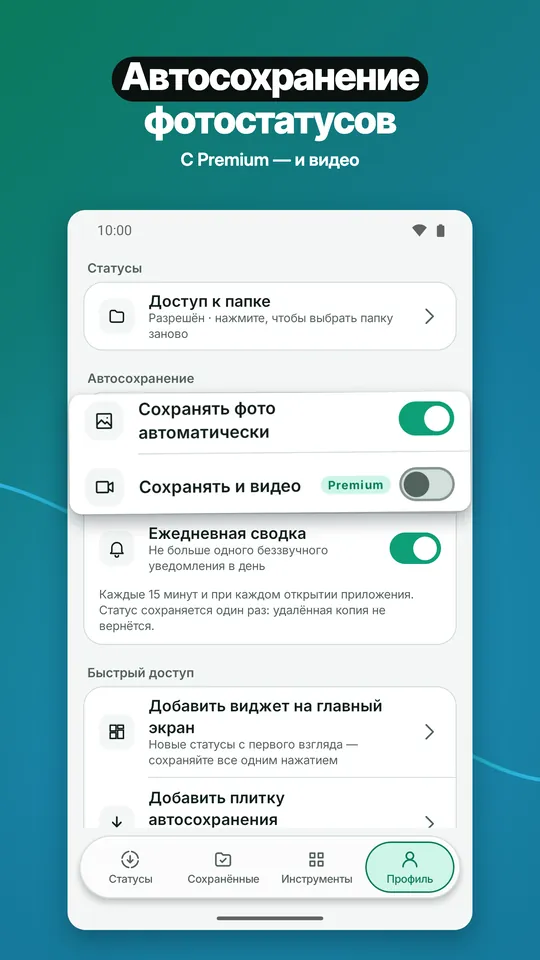 Автосохранение
фотостатусов
С Premium — и видео
10:00
Статусы
Доступ к папке
Разрешён · нажмите, чтобы выбрать папку
заново
Автосохранение
Сохранять фото
автоматически
Сохранять и видео
Premium
Ежедневная сводка
Не больше одного беззвучного
уведомления в день
Каждые 15 минут и при каждом открытии приложения.
Статус сохраняется один раз: удалённая копия не
вернётся.
Быстрый доступ
Добавить виджет на главный
экран
Новые статусы с первого взгляда —
сохраняйте все одним нажатием
Добавить плитку
автосохранения
Статусы
Сохранённые
Инструменты
Профиль